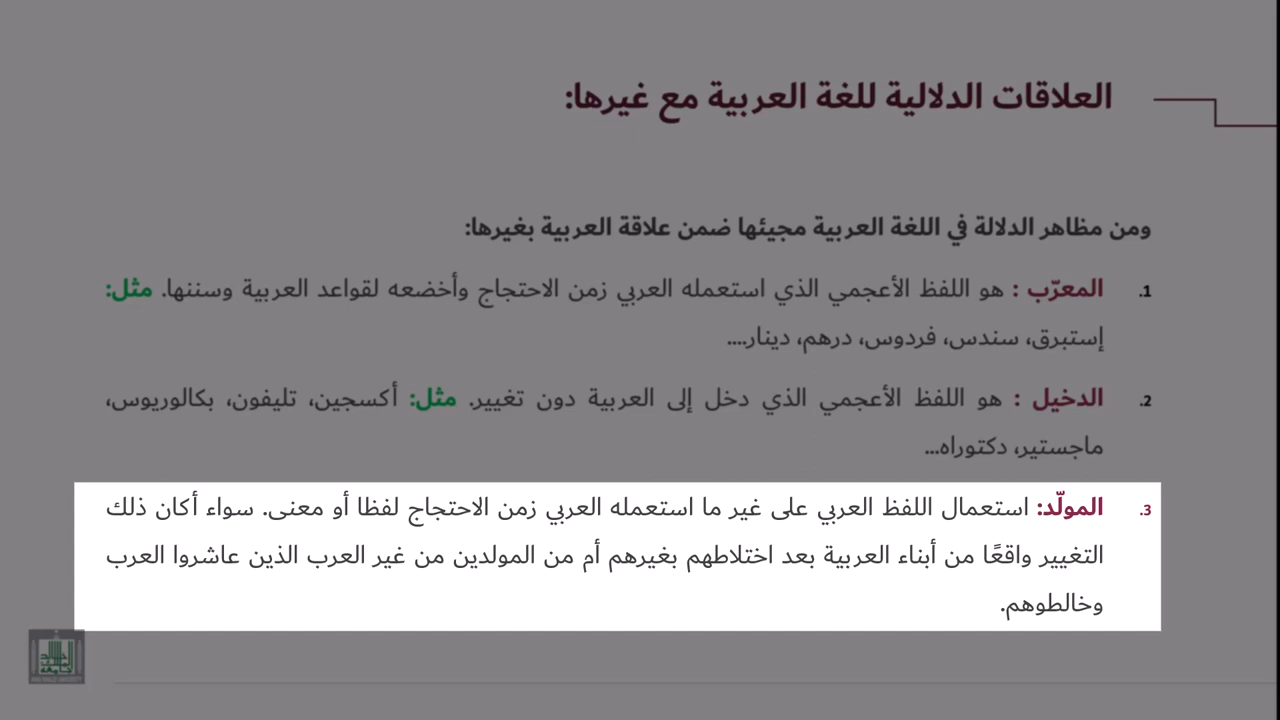 العلاقات الدلالية للغة العربية مع غيرها:
ومن مظاهر الدلالة في اللغة العربية مجيئها ضمن علاقة العربية بغيرها:
1. المعرّب : هو اللفظ الأعجمي الذي استعمله العربي زمن الاحتجاج وأخضعه لقواعد العربية وسننها. مثل:
إستبرق، سندس، فردوس، درهم، دينار....
2. الدخيل : هو اللفظ الأعجمي الذي دخل إلى العربية دون تغيير. مثل: أكسجين، تليفون، بكالوريوس،
ماجستير، دكتوراه...
3. المولّد: استعمال اللفظ العربي على غير ما استعمله العربي زمن الاحتجاج لفظا أو معنى. سواء أكان ذلك
التغيير واقعًا من أبناء العربية بعد اختلاطهم بغيرهم أم من المولدين من غير العرب الذين عاشروا العرب
وخالطوهم.